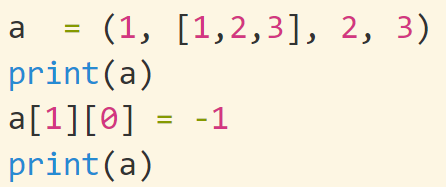 a  = (1, [1,2,3], 2, 3)
print(a)
a[1][0] = -1
print(a)